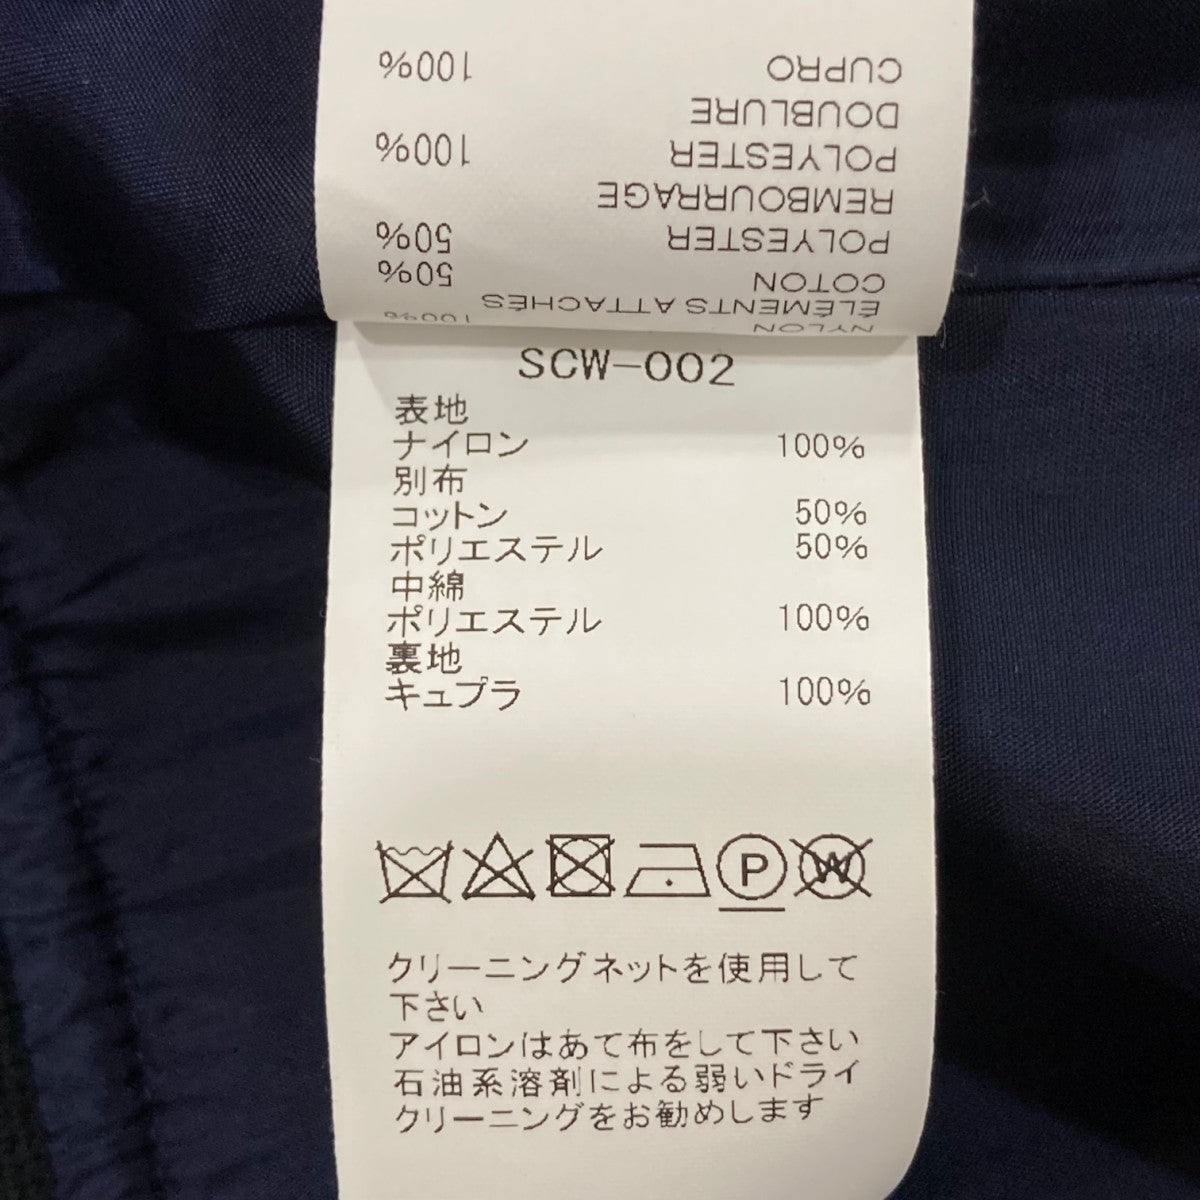 NYLON 100%
ÉLÉMENTS ATTACHÉS
COTON 50%
POLYESTER 50%
REMBOURRAGE
POLYESTER 100%
DOUBLURE
CUPRO 100%
SCW-002
表地
ナイロン 100%
別布
コットン 50%
ポリエステル 50%
中綿
ポリエステル 100%
裏地
キュプラ 100%
P W
クリーニングネットを使用して
下さい
アイロンはあて布をして下さい
石油系溶剤による弱いドライ
クリーニングをお勧めします